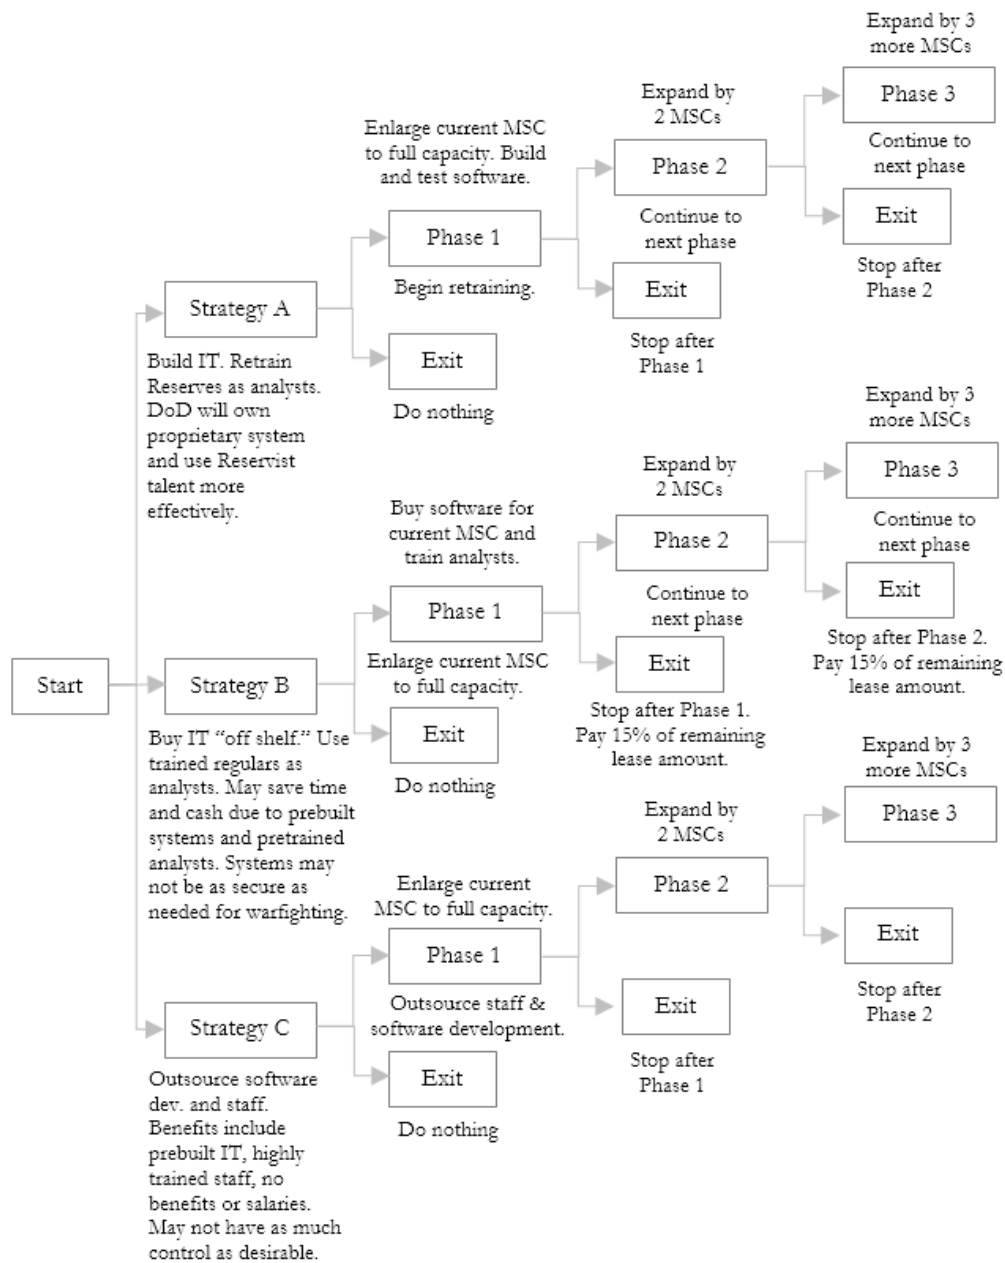 Start
Strategy A
Build IT. Retrain
Reserves as analysts.
DoD will own
proprietary system
and use Reservist
talent more
effectively.
Enlarge current MSC
to full capacity. Build
and test software.
Phase 1
Begin retraining.
Exit
Do nothing
Expand by
2 MSCs
Phase 2
Continue to
next phase
Exit
Stop after
Phase 1
Expand by 3
more MSCs
Phase 3
Continue to
next phase
Exit
Stop after
Phase 2
Strategy B
Buy IT “off shelf.” Use
trained regulars as
analysts. May save time
and cash due to prebuilt
systems and pretrained
analysts. Systems may
not be as secure as
needed for warfighting.
Buy software for
current MSC and
train analysts.
Phase 1
Enlarge current MSC
to full capacity.
Exit
Do nothing
Expand by
2 MSCs
Phase 2
Continue to
next phase
Exit
Stop after Phase 1.
Pay 15% of remaining
lease amount.
Expand by 3
more MSCs
Phase 3
Continue to
next phase
Exit
Stop after Phase 2.
Pay 15% of remaining
lease amount.
Strategy C
Outsource software
dev. and staff.
Benefits include
prebuilt IT, highly
trained staff, no
benefits or salaries.
May not have as much
control as desirable.
Enlarge current
MSC to full capacity.
Phase 1
Outsource staff &
software development.
Exit
Do nothing
Expand by
2 MSCs
Phase 2
Exit
Stop after
Phase 1
Expand by 3
more MSCs
Phase 3
Exit
Stop after
Phase 2